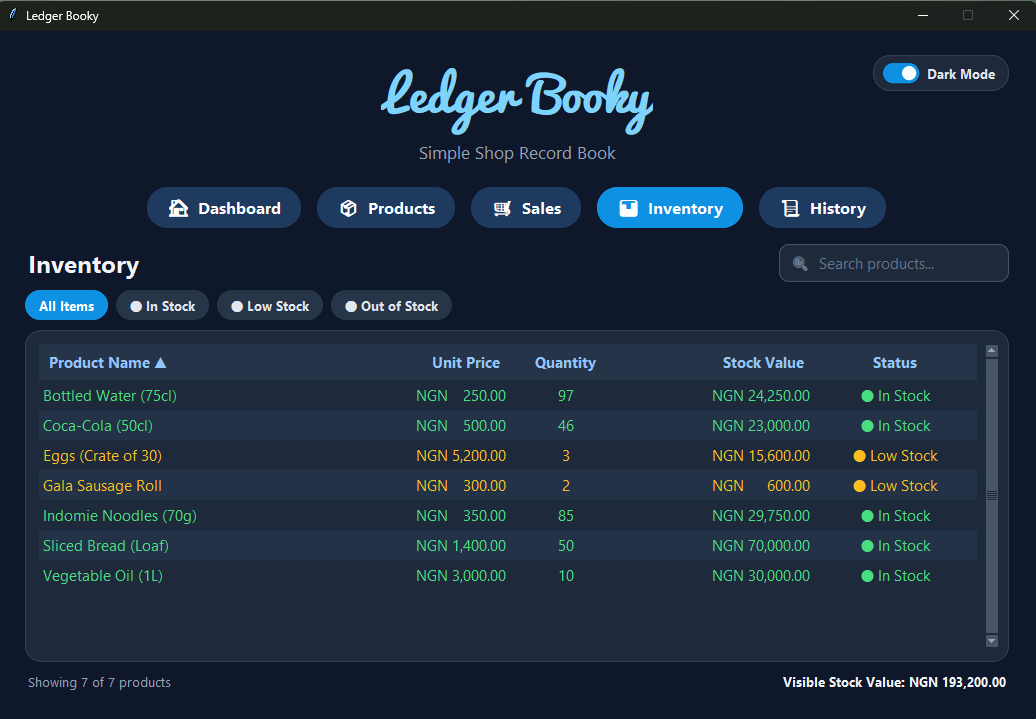 Ledger Booky
Dark Mode
Ledger Booky
Simple Shop Record Book
Dashboard Products Sales Inventory History
Inventory
Search products...
All Items In Stock Low Stock Out of Stock
Product Name ▲ Unit Price Quantity Stock Value Status
Bottled Water (75cl) NGN 250.00 97 NGN 24,250.00 In Stock
Coca-Cola (50cl) NGN 500.00 46 NGN 23,000.00 In Stock
Eggs (Crate of 30) NGN 5,200.00 3 NGN 15,600.00 Low Stock
Gala Sausage Roll NGN 300.00 2 NGN 600.00 Low Stock
Indomie Noodles (70g) NGN 350.00 85 NGN 29,750.00 In Stock
Sliced Bread (Loaf) NGN 1,400.00 50 NGN 70,000.00 In Stock
Vegetable Oil (1L) NGN 3,000.00 10 NGN 30,000.00 In Stock
Showing 7 of 7 products Visible Stock Value: NGN 193,200.00